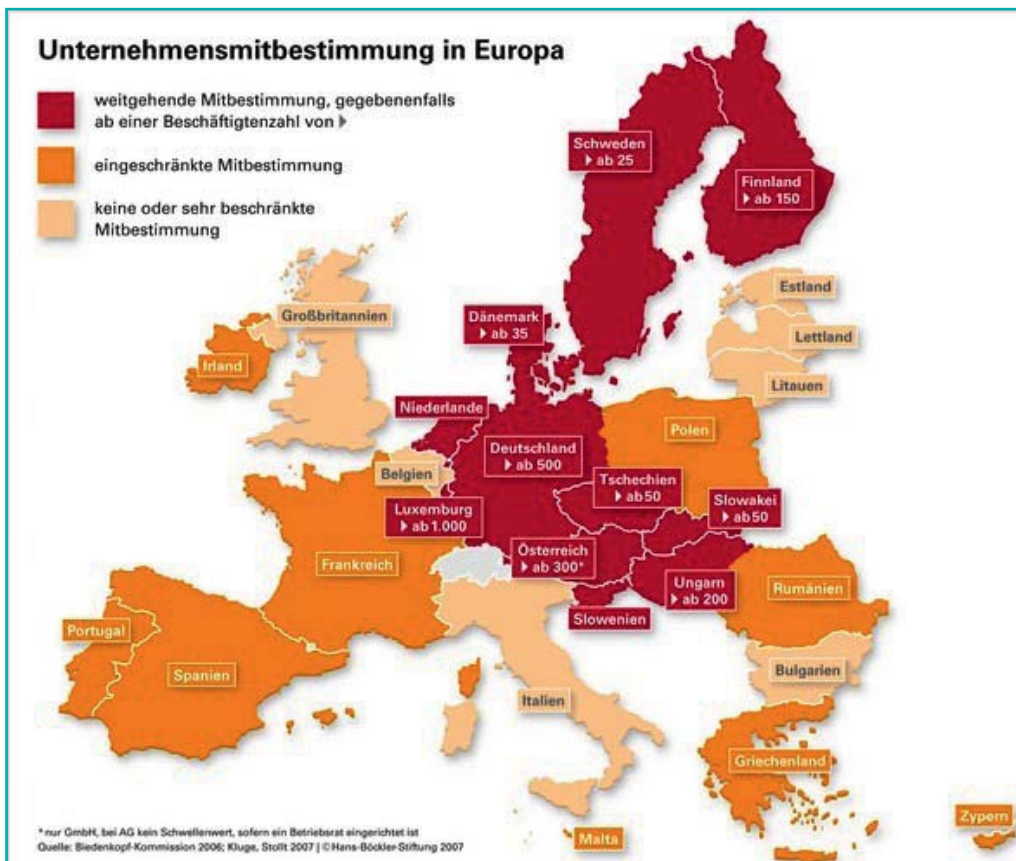 Unternehmensmitbestimmung in Europa
weitgehende Mitbestimmung, gegebenenfalls
ab einer Beschäftigtenzahl von ▶
eingeschränkte Mitbestimmung
keine oder sehr beschränkte
Mitbestimmung
Schweden
▶ ab 25
Finnland
▶ ab 150
Estland
Großbritannien
Dänemark
▶ ab 35
Lettland
Irland
Litauen
Niederlande
Polen
Deutschland
▶ ab 500
Belgien
Tschechien
▶ ab 50
Slowakei
▶ ab 50
Luxemburg
▶ ab 1.000
Österreich
▶ ab 300*
Frankreich
Ungarn
▶ ab 200
Rumänien
Slowenien
Portugal
Spanien
Bulgarien
Italien
Griechenland
Zypern
Malta
* nur GmbH, bei AG kein Schwellenwert, sofern ein Betriebsrat eingerichtet ist
Quelle: Biedenkopf-Kommission 2006; Kluge, Stollt 2007 | © Hans-Böckler-Stiftung 2007